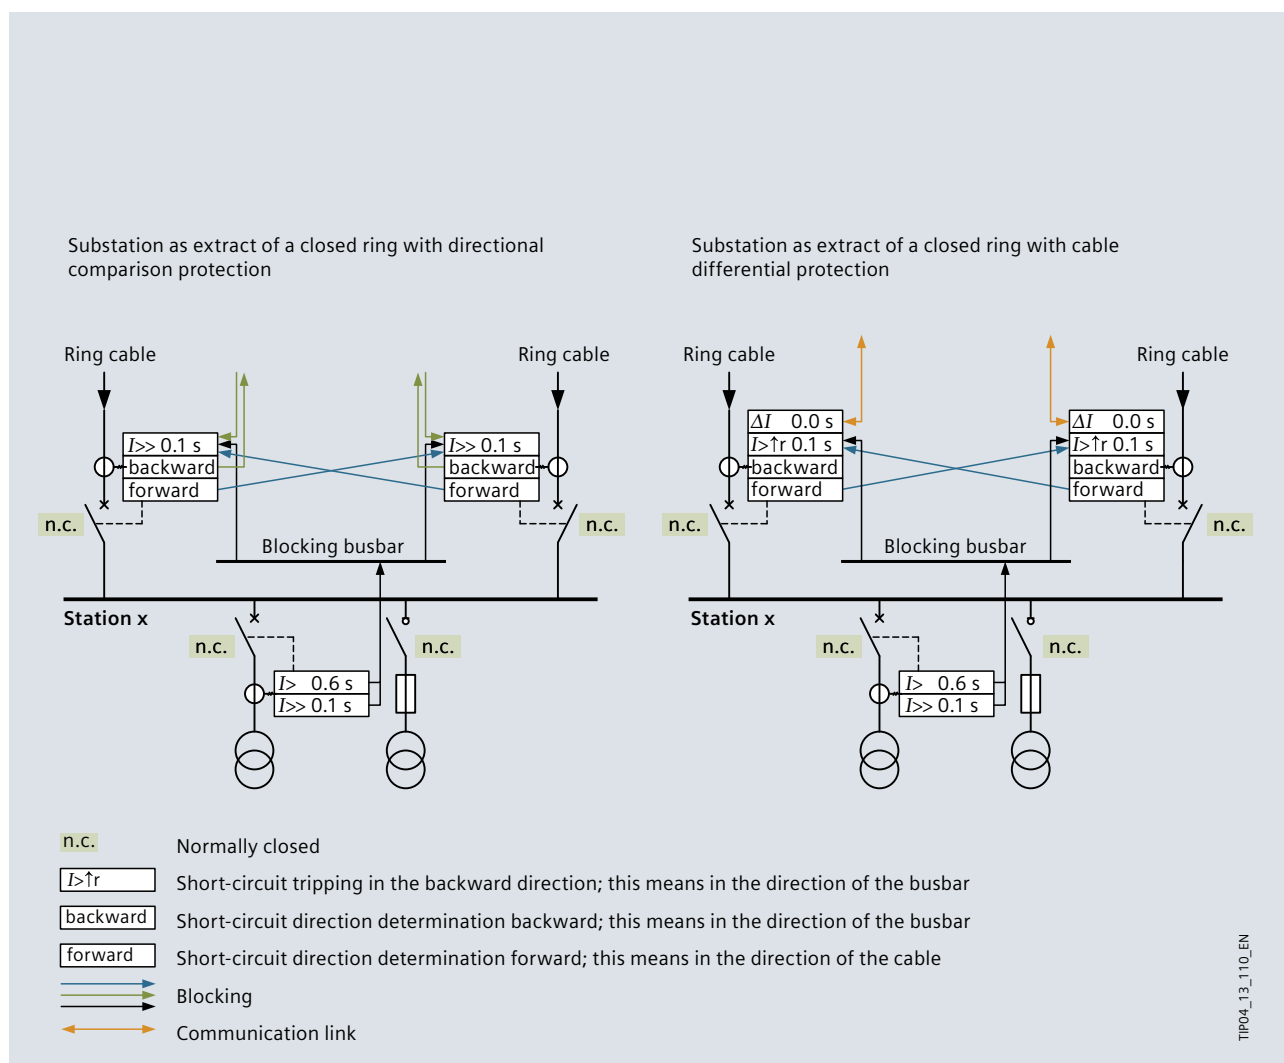 Substation as extract of a closed ring with directional
comparison protection
Substation as extract of a closed ring with cable
differential protection
Ring cable
Ring cable
Ring cable
Ring cable
I>> 0.1 s
backward
forward
I>> 0.1 s
backward
forward
ΔI 0.0 s
I>↑r 0.1 s
backward
forward
ΔI 0.0 s
I>↑r 0.1 s
backward
forward
n.c.
n.c.
n.c.
n.c.
Blocking busbar
Blocking busbar
Station x
Station x
n.c.
n.c.
n.c.
n.c.
I> 0.6 s
I>> 0.1 s
I> 0.6 s
I>> 0.1 s
n.c. Normally closed
I>↑r Short-circuit tripping in the backward direction; this means in the direction of the busbar
backward Short-circuit direction determination backward; this means in the direction of the busbar
forward Short-circuit direction determination forward; this means in the direction of the cable
Blocking
Communication link
TIP04_13_110_EN